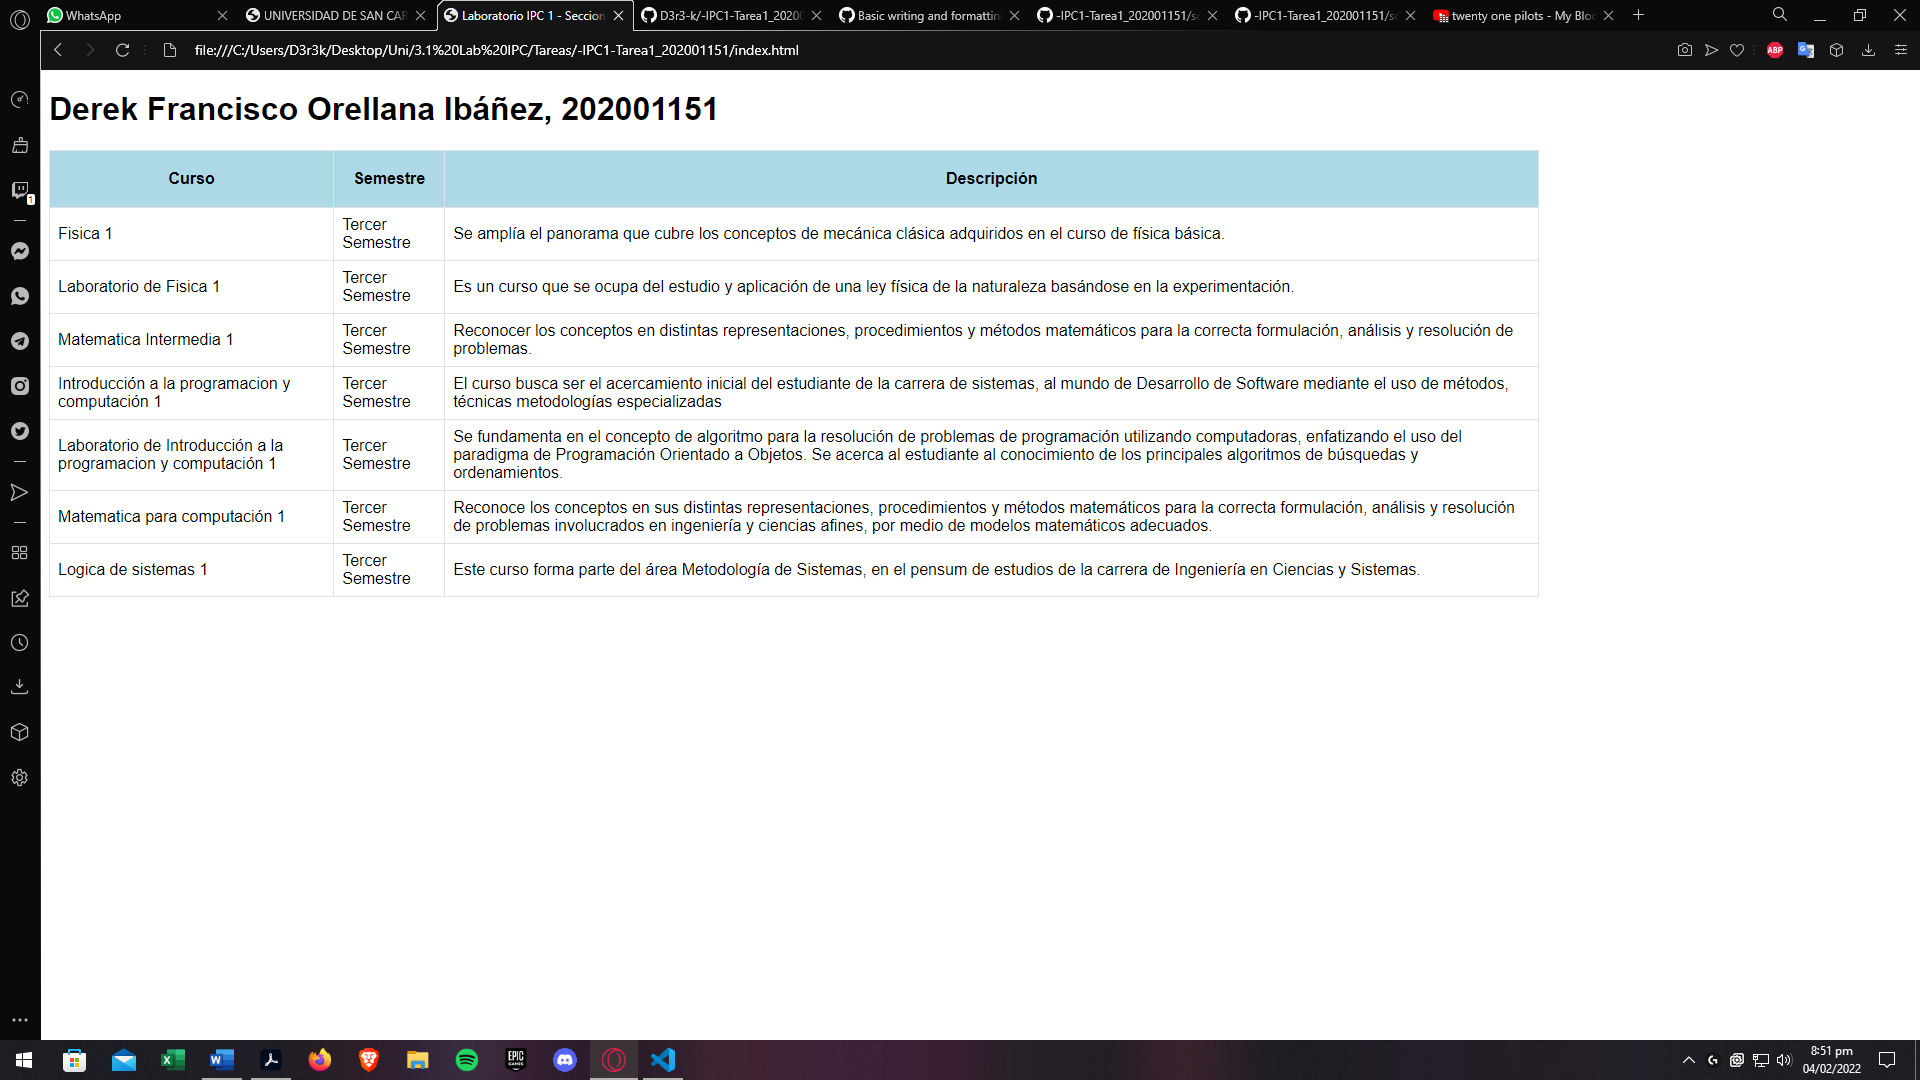 WhatsApp
UNIVERSIDAD DE SAN CAR
Laboratorio IPC 1 - Seccion
D3r3-k/-IPC1-Tarea1_2020
Basic writing and formattin
-IPC1-Tarea1_202001151/
-IPC1-Tarea1_202001151/
twenty one pilots - My Bloo
file:///C:/Users/D3r3k/Desktop/Uni/3.1%20Lab%20IPC/Tareas/-IPC1-Tarea1_202001151/index.html
ABP
1
Derek Francisco Orellana Ibáñez, 202001151
Curso Semestre Descripción
Fisica 1
Tercer
Semestre
Se amplía el panorama que cubre los conceptos de mecánica clásica adquiridos en el curso de física básica.
Laboratorio de Fisica 1
Tercer
Semestre
Es un curso que se ocupa del estudio y aplicación de una ley física de la naturaleza basándose en la experimentación.
Matematica Intermedia 1
Tercer
Semestre
Reconocer los conceptos en distintas representaciones, procedimientos y métodos matemáticos para la correcta formulación, análisis y resolución de
problemas.
Introducción a la programacion y
computación 1
Tercer
Semestre
El curso busca ser el acercamiento inicial del estudiante de la carrera de sistemas, al mundo de Desarrollo de Software mediante el uso de métodos,
técnicas metodologías especializadas
Laboratorio de Introducción a la
programacion y computación 1
Tercer
Semestre
Se fundamenta en el concepto de algoritmo para la resolución de problemas de programación utilizando computadoras, enfatizando el uso del
paradigma de Programación Orientado a Objetos. Se acerca al estudiante al conocimiento de los principales algoritmos de búsquedas y
ordenamientos.
Matematica para computación 1
Tercer
Semestre
Reconoce los conceptos en sus distintas representaciones, procedimientos y métodos matemáticos para la correcta formulación, análisis y resolución
de problemas involucrados en ingeniería y ciencias afines, por medio de modelos matemáticos adecuados.
Logica de sistemas 1
Tercer
Semestre
Este curso forma parte del área Metodología de Sistemas, en el pensum de estudios de la carrera de Ingeniería en Ciencias y Sistemas.
EPIC
GAMES
8:51 pm
04/02/2022